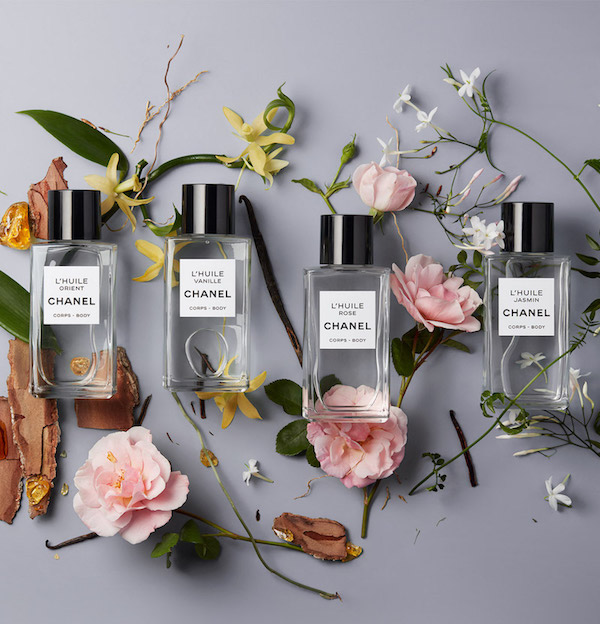 L'HUILE
ORIENT
CHANEL
CORPS - BODY
L'HUILE
VANILLE
CHANEL
CORPS - BODY
L'HUILE
ROSE
CHANEL
CORPS - BODY
L'HUILE
JASMIN
CHANEL
CORPS - BODY